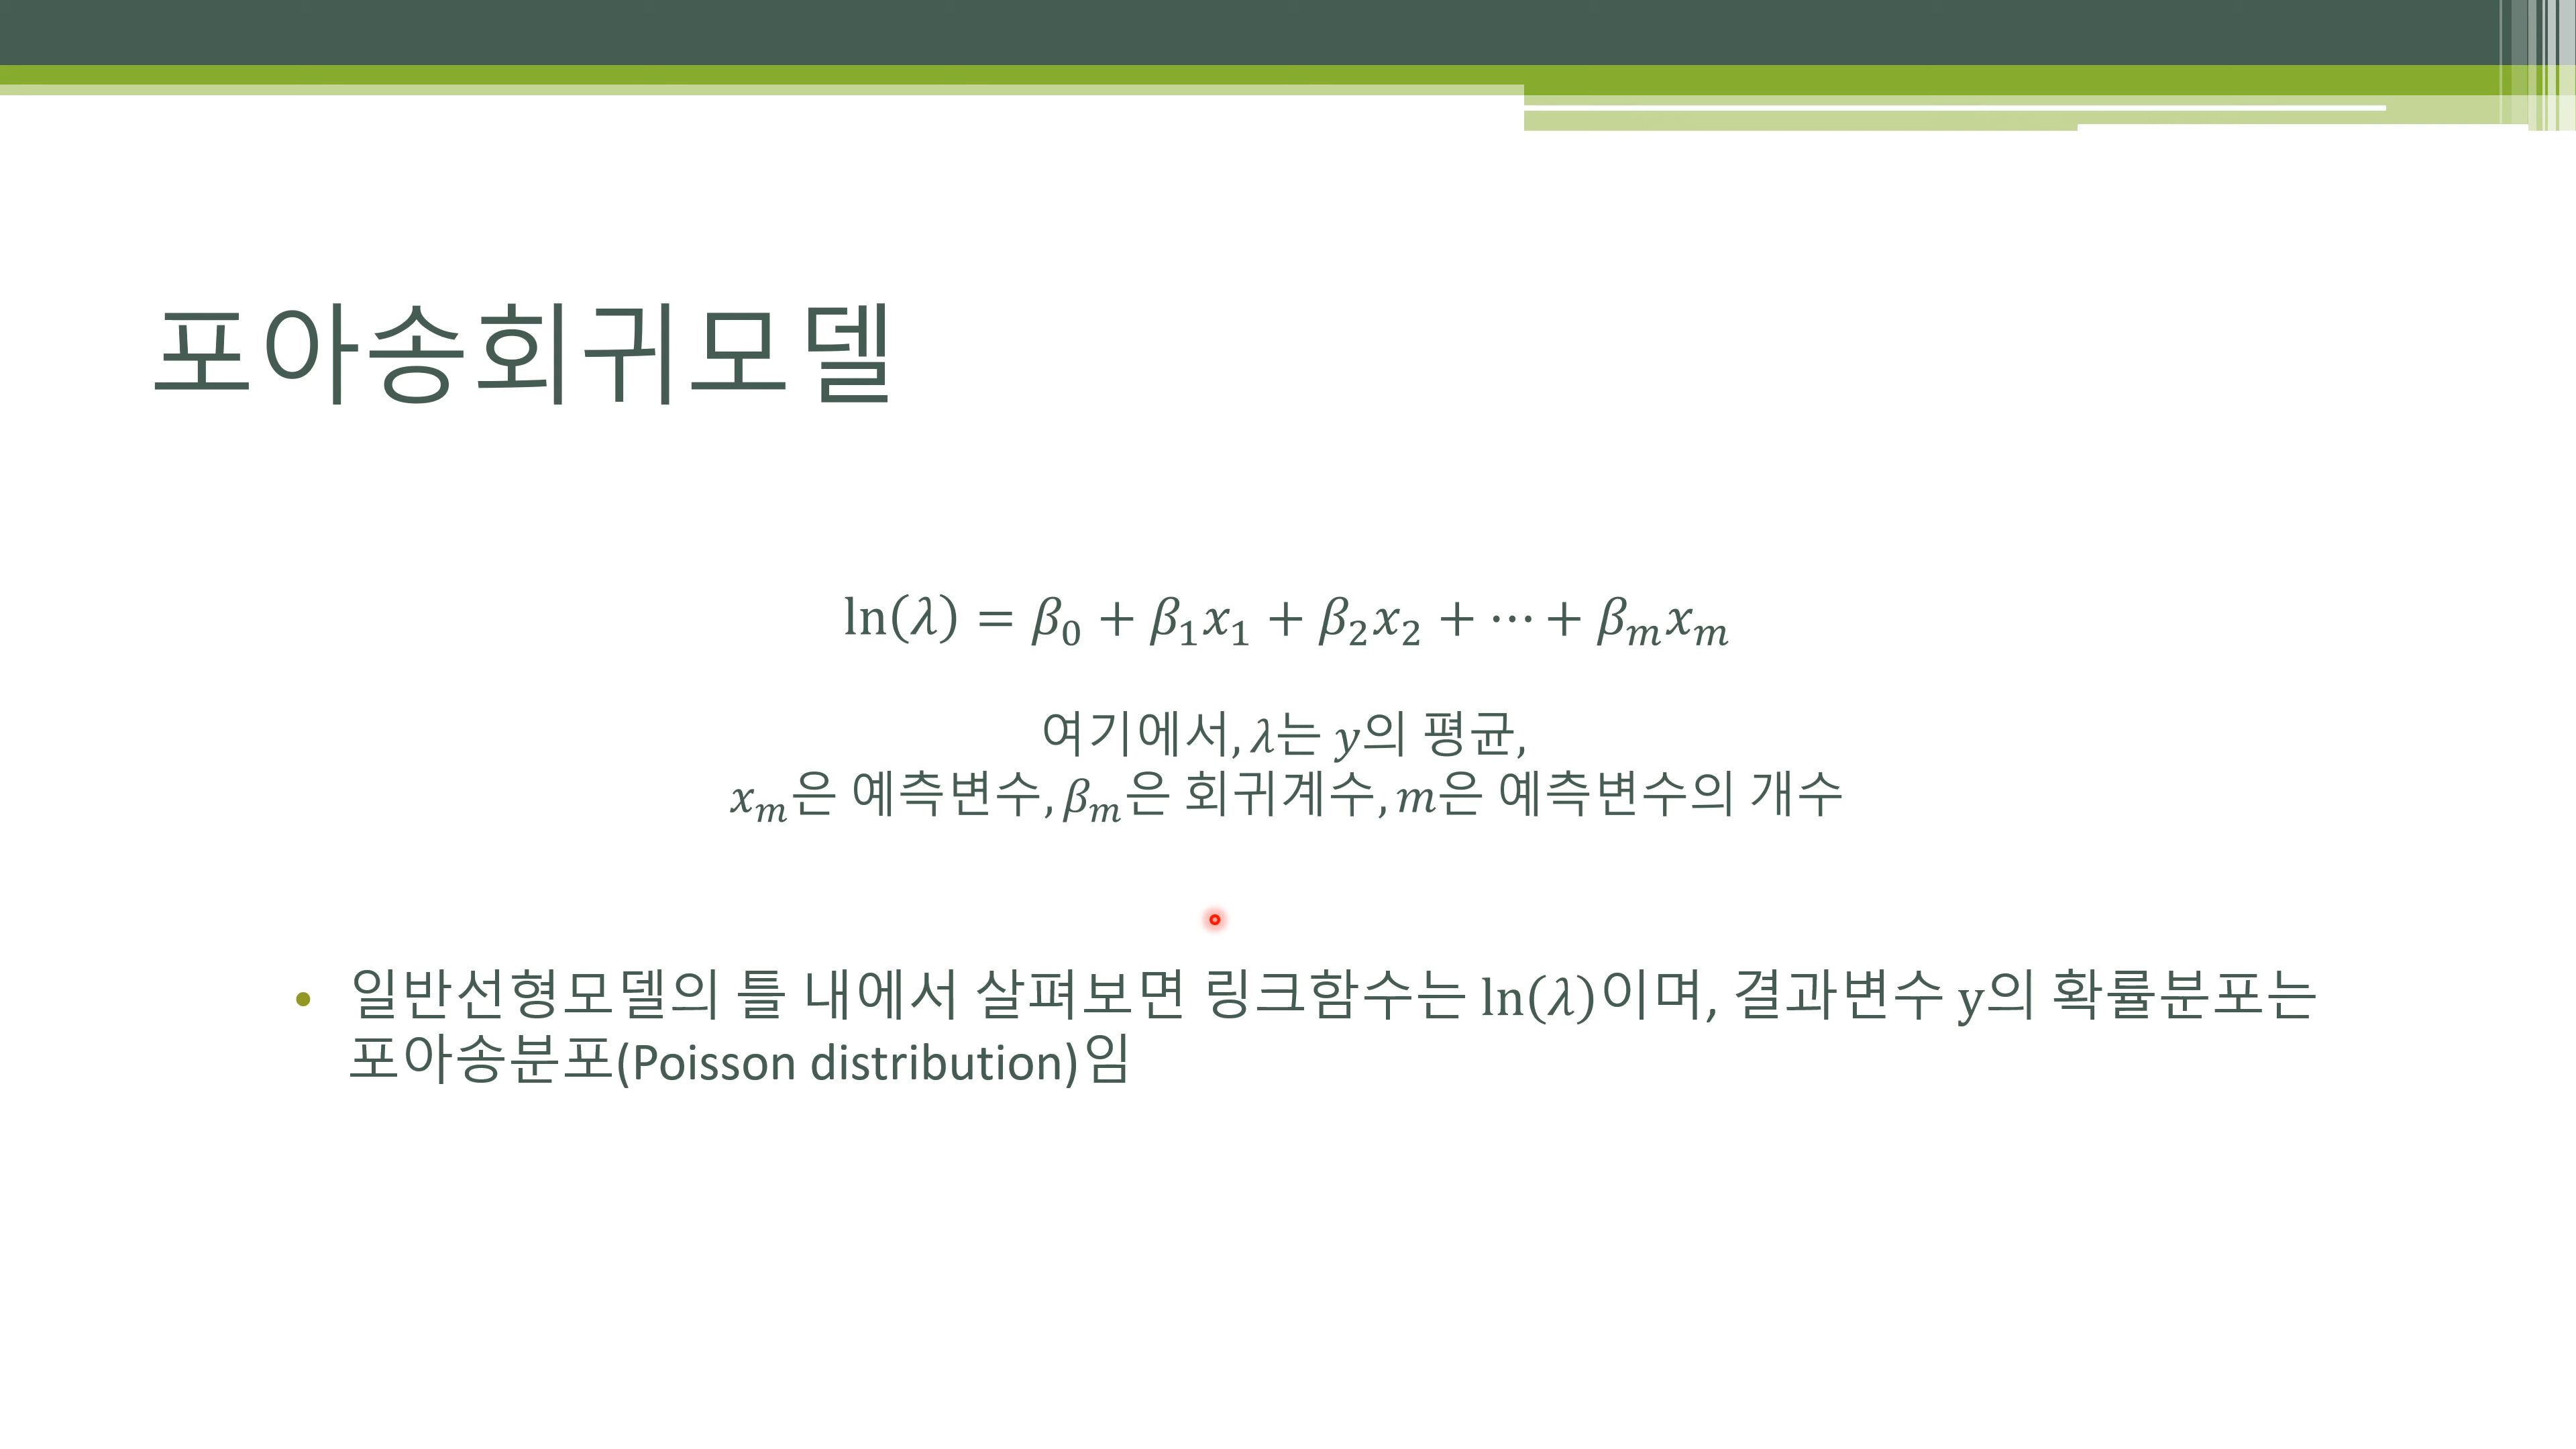 포아송회귀모델
ln(λ) = β₀ + β₁x₁ + β₂x₂ + ⋯ + βₘxₘ
여기에서, λ는 y의 평균,
xₘ은 예측변수, βₘ은 회귀계수, m은 예측변수의 개수
• 일반선형모델의 틀 내에서 살펴보면 링크함수는 ln(λ)이며, 결과변수 y의 확률분포는
포아송분포(Poisson distribution)임